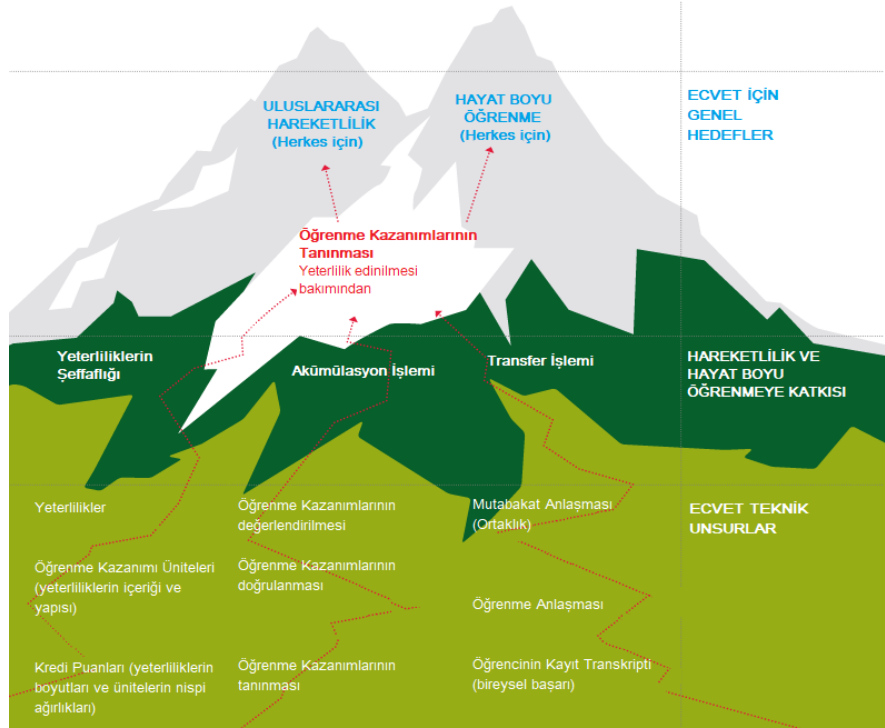 ULUSLARARASI
HAREKETLİLİK
(Herkes için)
HAYAT BOYU
ÖĞRENME
(Herkes için)
ECVET İÇİN
GENEL
HEDEFLER
Öğrenme Kazanımlarının
Tanınması
Yeterlilik edinilmesi
bakımından
Yeterliliklerin
Şeffaflığı
Akümülasyon İşlemi
Transfer İşlemi
HAREKETLİLİK VE
HAYAT BOYU
ÖĞRENMEYE KATKISI
Yeterlilikler
Öğrenme Kazanımı Üniteleri
(yeterliliklerin içeriği ve
yapısı)
Kredi Puanları (yeterliliklerin
boyutları ve ünitelerin nispi
ağırlıkları)
Öğrenme Kazanımlarının
değerlendirilmesi
Öğrenme Kazanımlarının
doğrulanması
Öğrenme Kazanımlarının
tanınması
Mutabakat Anlaşması
(Ortaklık)
Öğrenme Anlaşması
Öğrencinin Kayıt Transkripti
(bireysel başarı)
ECVET TEKNİK
UNSURLAR